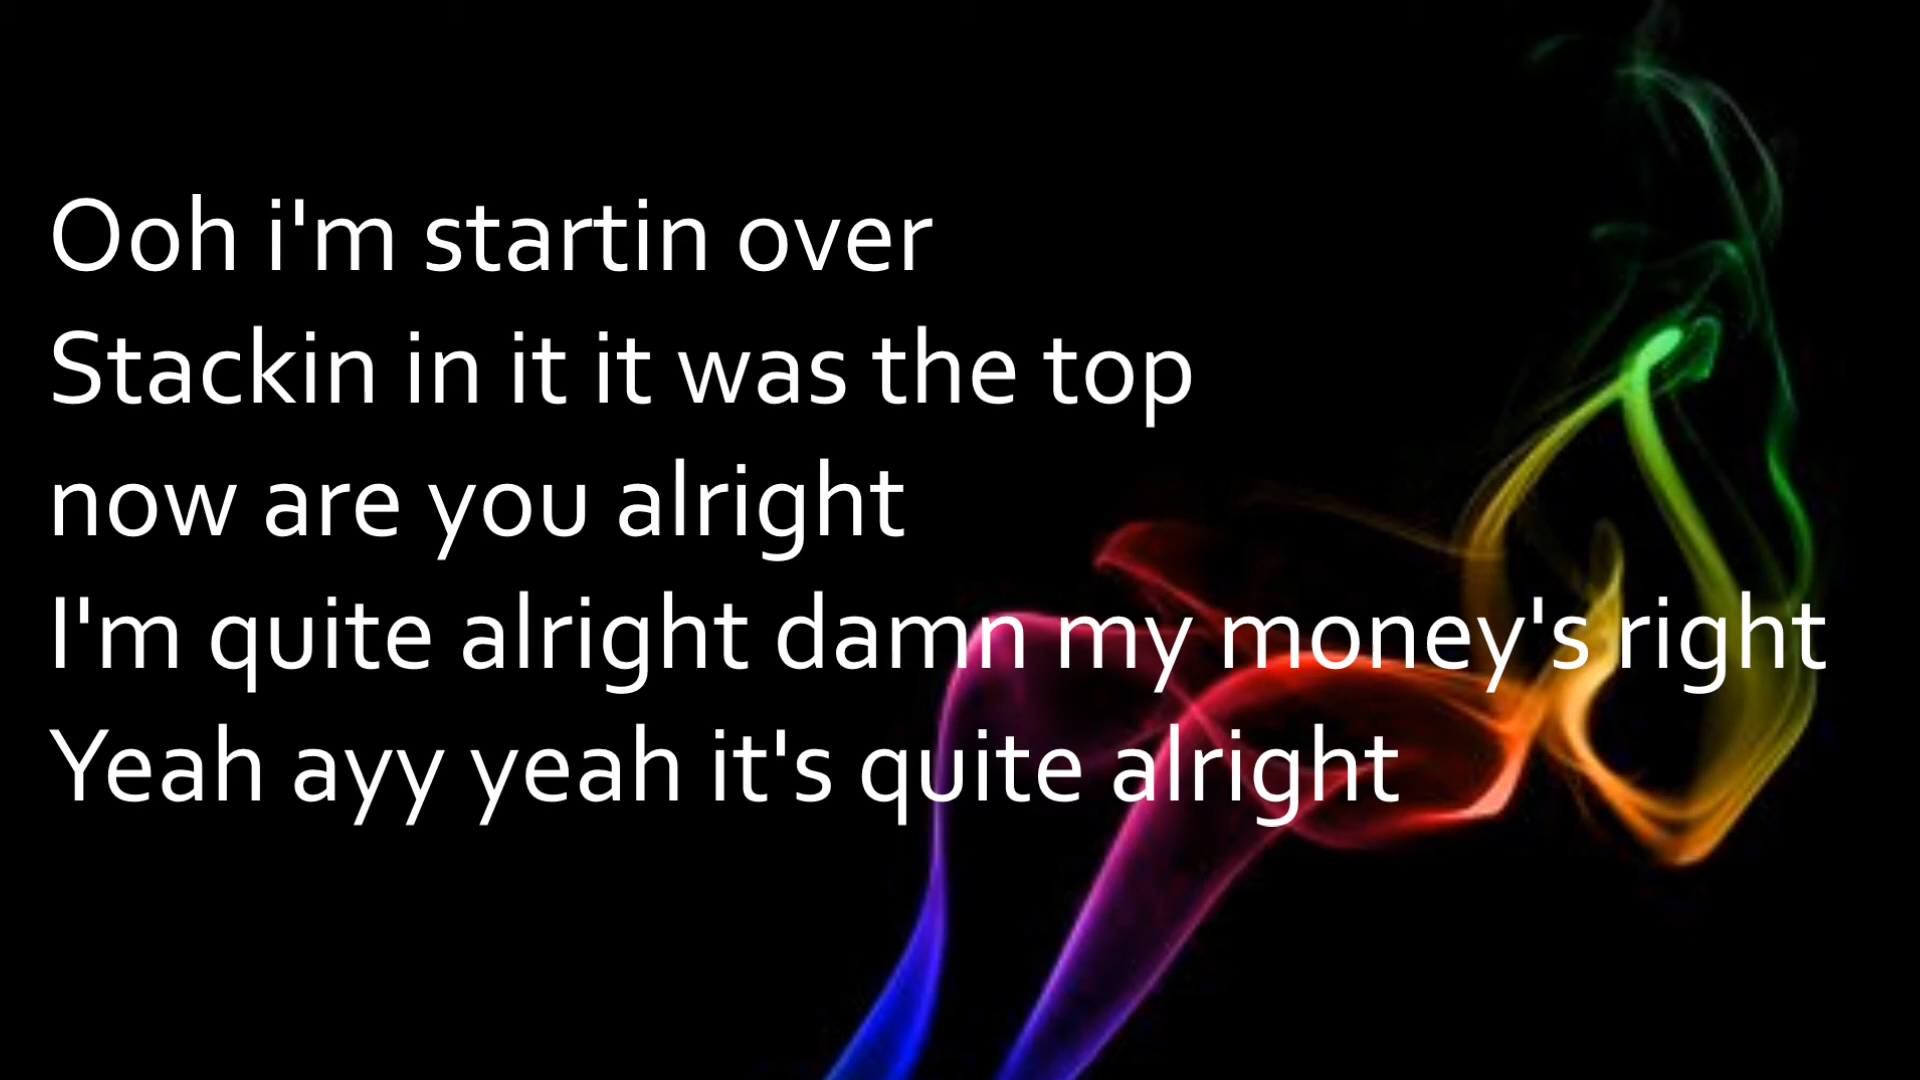 Ooh i'm startin over
Stackin in it it was the top
now are you alright
I'm quite alright damn my money's right
Yeah ayy yeah it's quite alright